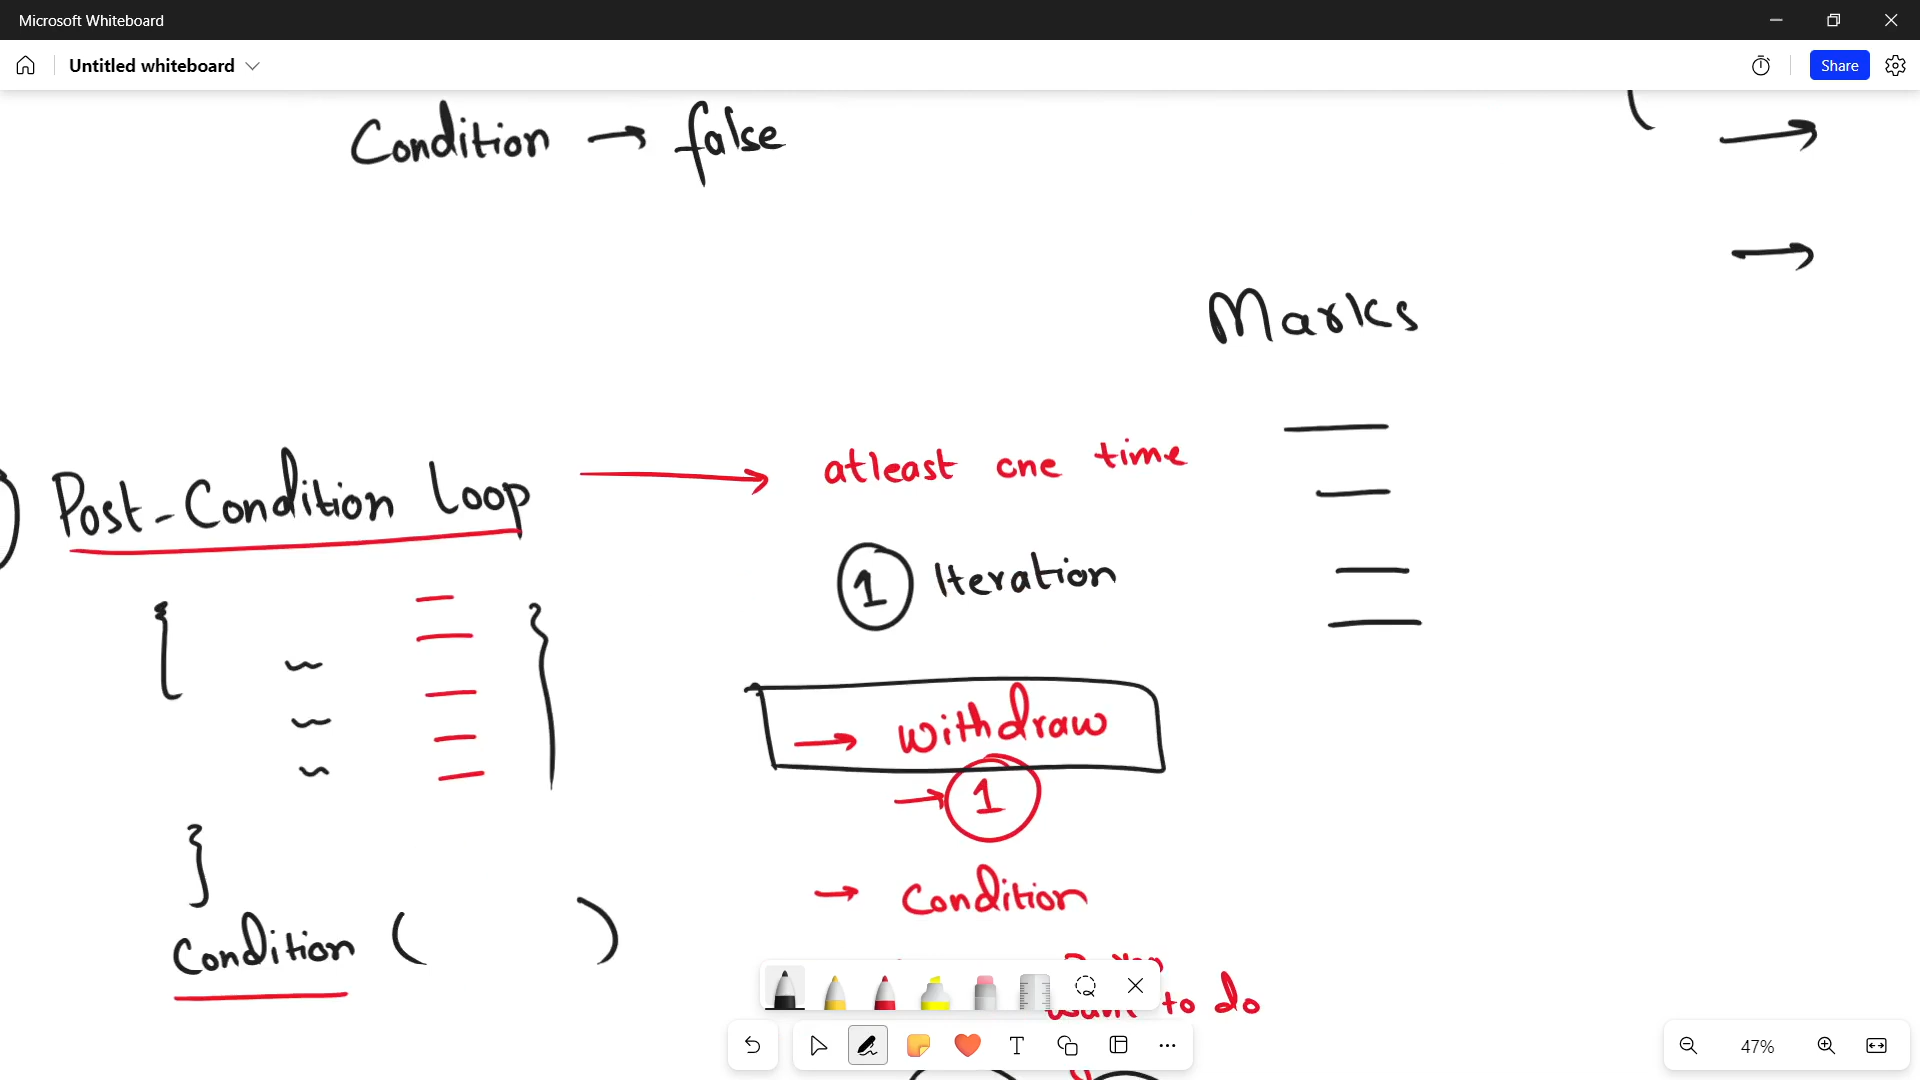 Microsoft Whiteboard
Untitled whiteboard
Share
Condition → false
Marks
Post-Condition loop → atleast one time
1 Iteration
{ }
→ withdraw
→ 1
}
→ Condition
Condition ( )
to do
47%